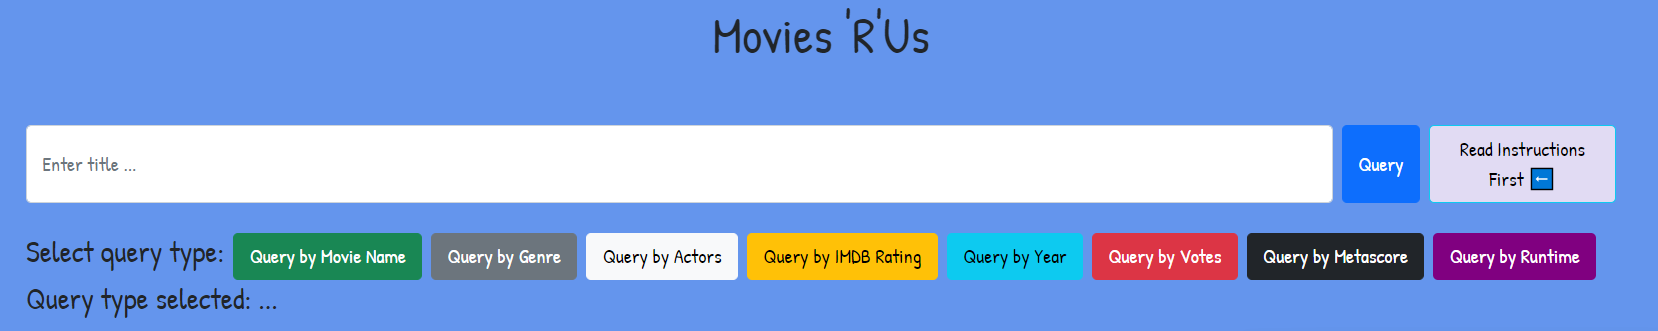 Movies 'R'Us
Enter title ...
Query
Read Instructions
First ←
Select query type: Query by Movie Name Query by Genre Query by Actors Query by IMDB Rating Query by Year Query by Votes Query by Metascore Query by Runtime
Query type selected: ...